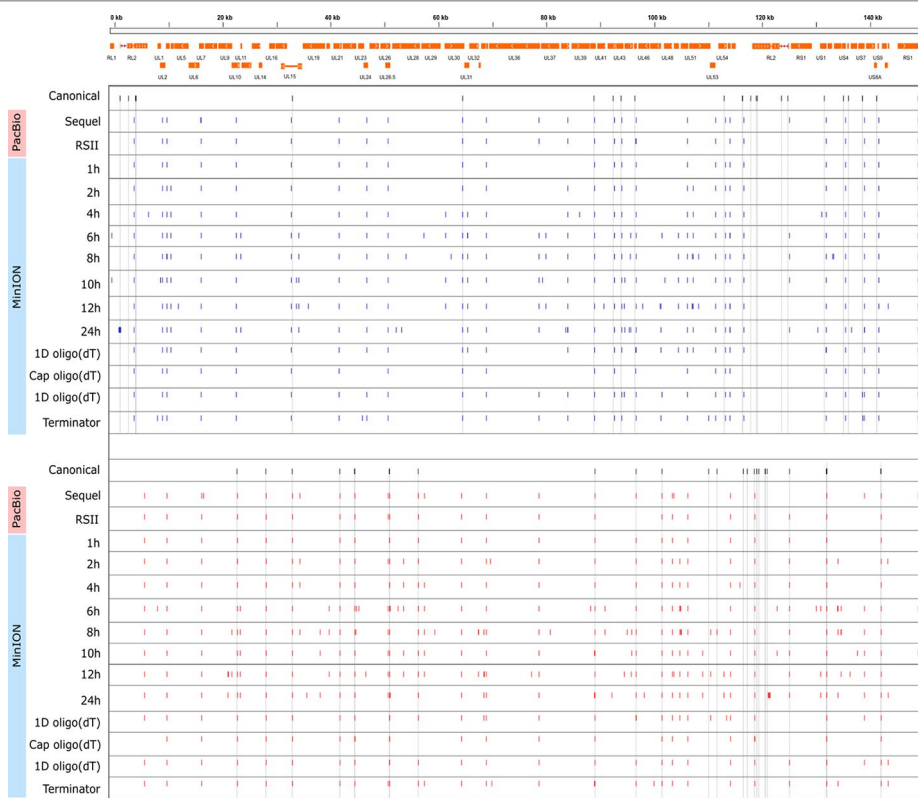 0 kb 20 kb 40 kb 60 kb 80 kb 100 kb 120 kb 140 kb
RL1 RL2 UL1 UL5 UL7 UL9 UL11 UL16 UL19 UL21 UL23 UL26 UL28 UL29 UL30 UL33 UL36 UL37 UL39 UL41 UL43 UL46 UL48 UL51 UL54 RL2 RS1 US1 US4 US7 US9 RS1
UL2 UL6 UL10 UL14 UL15 UL24 UL26.5 UL31 UL53 US8A
Canonical
PacBio
Sequel
RSII
MinION
1h
2h
4h
6h
8h
10h
12h
24h
1D oligo(dT)
Cap oligo(dT)
1D oligo(dT)
Terminator
Canonical
PacBio
Sequel
RSII
MinION
1h
2h
4h
6h
8h
10h
12h
24h
1D oligo(dT)
Cap oligo(dT)
1D oligo(dT)
Terminator